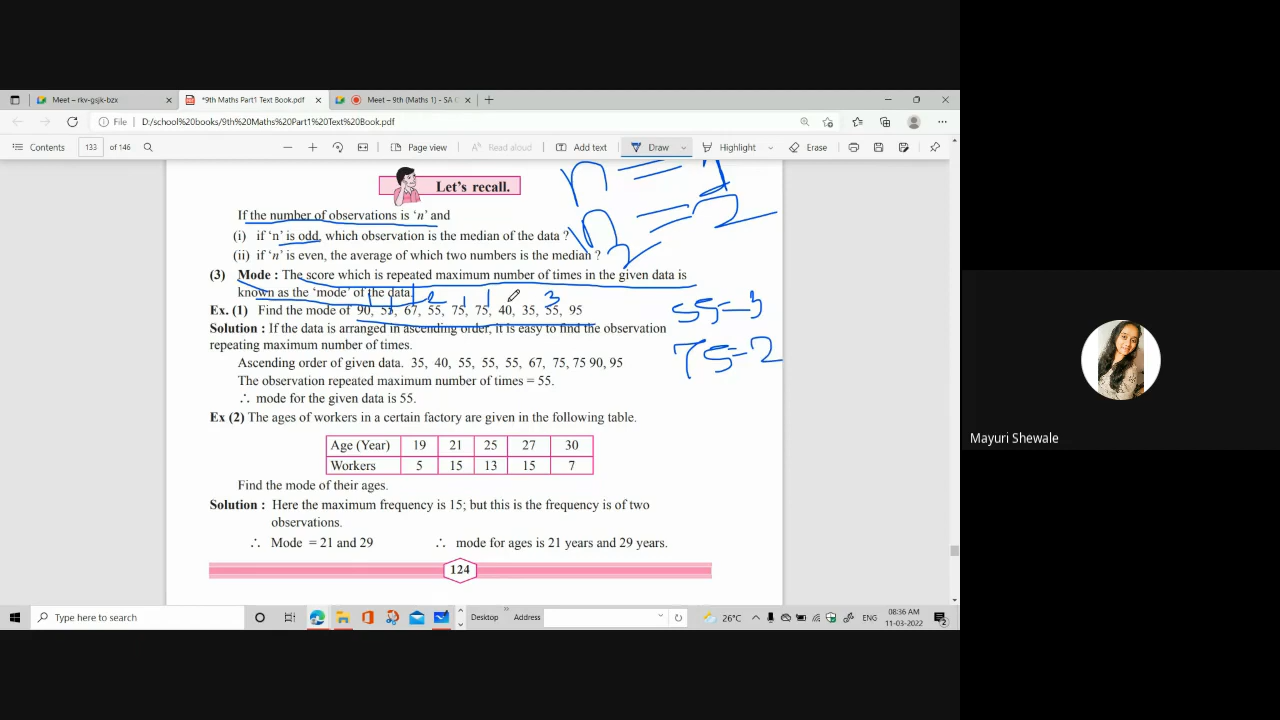 Meet – rkv-gsjk-bzx
*9th Maths Part1 Text Book.pdf
Meet – 9th (Maths 1) - SA
File D:/school%20books/9th%20Maths%20Part1%20Text%20Book.pdf
Contents 133 of 146 Page view Read aloud Add text Draw Highlight Erase
Let's recall.
n = 1
If the number of observations is 'n' and
n = 2
(i) if 'n' is odd, which observation is the median of the data ?
2
(ii) if 'n' is even, the average of which two numbers is the median ?
(3) Mode : The score which is repeated maximum number of times in the given data is
known as the 'mode' of the data.
1 1 1 2 1 1 3
Ex. (1) Find the mode of 90, 55, 67, 55, 75, 75, 40, 35, 55, 95
55=3
Solution : If the data is arranged in ascending order, it is easy to find the observation
repeating maximum number of times.
75=2
Ascending order of given data. 35, 40, 55, 55, 55, 67, 75, 75 90, 95
The observation repeated maximum number of times = 55.
∴ mode for the given data is 55.
Ex (2) The ages of workers in a certain factory are given in the following table.
Age (Year) 19 21 25 27 30
Workers 5 15 13 15 7
Find the mode of their ages.
Solution : Here the maximum frequency is 15; but this is the frequency is of two
observations.
∴ Mode = 21 and 29 ∴ mode for ages is 21 years and 29 years.
124
Mayuri Shewale
Type here to search
Desktop » Address
26°C
ENG
08:36 AM
11-03-2022
2